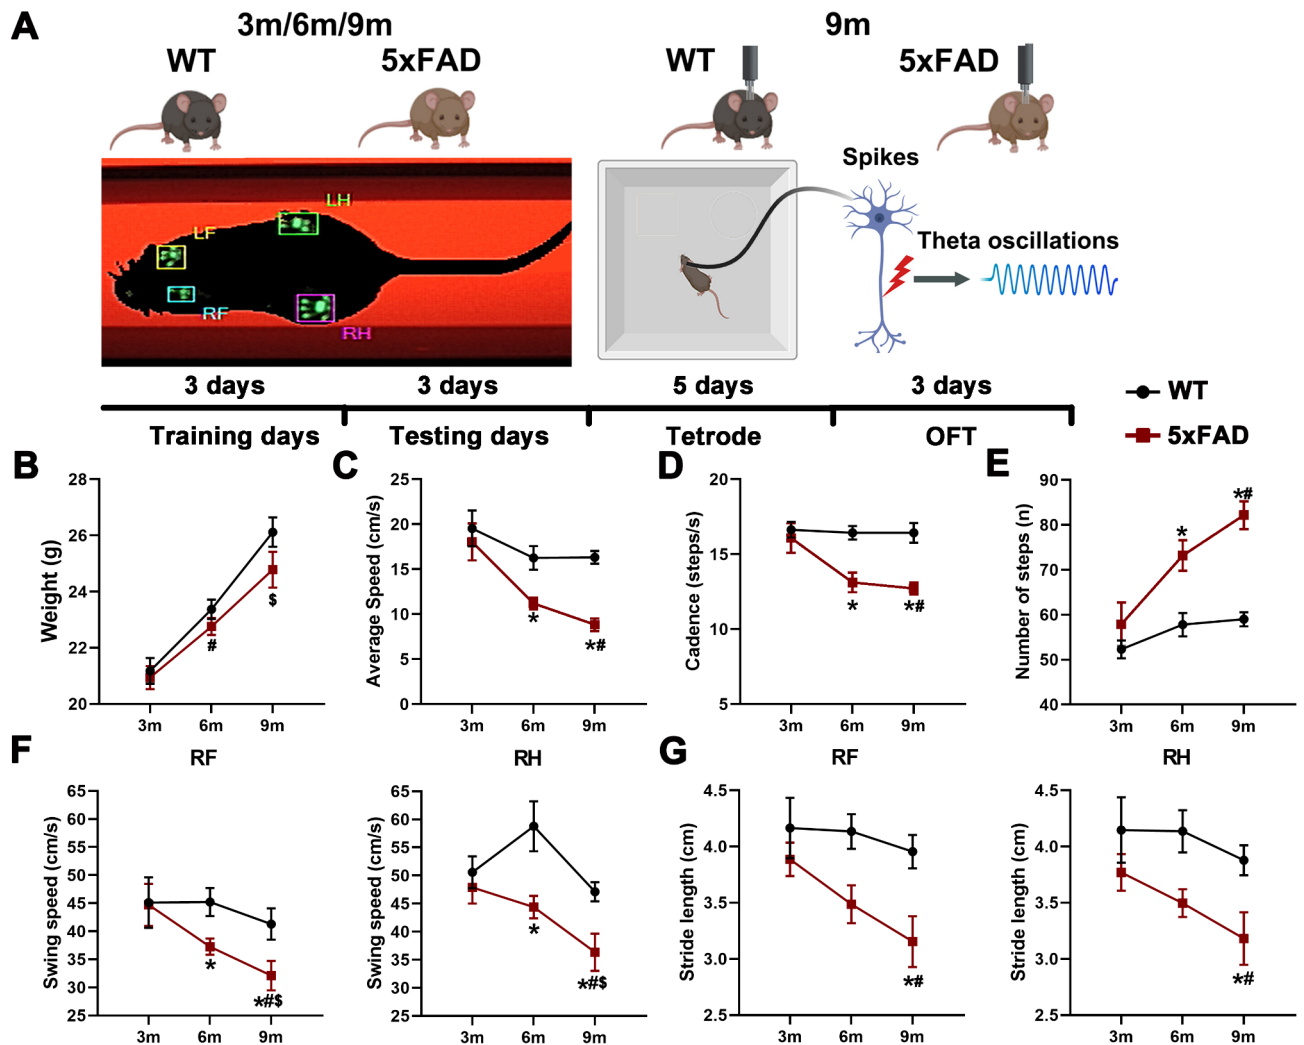 A
3m/6m/9m
9m
WT
5xFAD
WT
5xFAD
LH
LF
RF
RH
Spikes
Theta oscillations
3 days
3 days
5 days
3 days
Training days
Testing days
Tetrode
OFT
WT
5xFAD
B
Weight (g)
28
26
24
22
20
#
$
3m
6m
9m
C
Average Speed (cm/s)
25
20
15
10
5
0
*
*#
3m
6m
9m
D
Cadence (steps/s)
20
15
10
5
*
*#
3m
6m
9m
E
Number of steps (n)
90
80
70
60
50
40
*
*#
3m
6m
9m
F
RF
Swing speed (cm/s)
65
60
55
50
45
40
35
30
25
*
*#$
3m
6m
9m
RH
Swing speed (cm/s)
65
60
55
50
45
40
35
30
25
*
*#$
3m
6m
9m
G
RF
Stride length (cm)
4.5
4.0
3.5
3.0
2.5
*#
3m
6m
9m
RH
Stride length (cm)
4.5
4.0
3.5
3.0
2.5
*#
3m
6m
9m